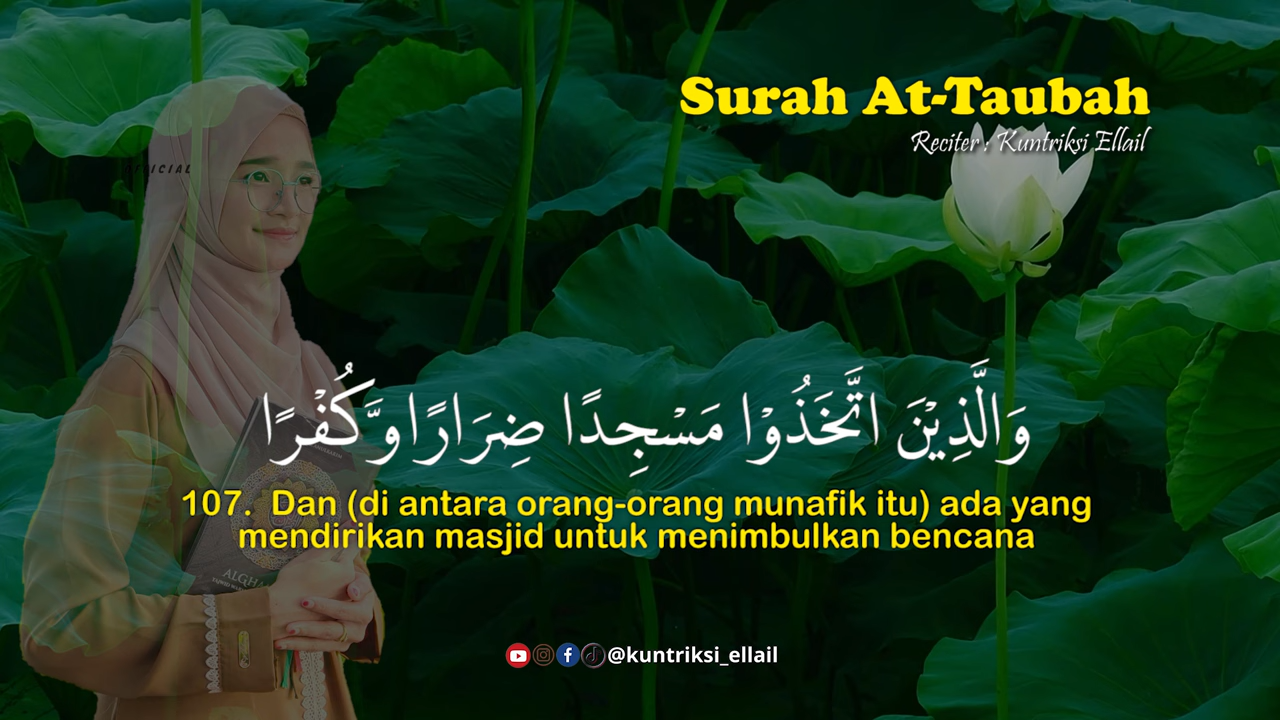 Surah At-Taubah
Reciter : Kuntriksi Ellail
وَالَّذِيْنَ اتَّخَذُوْا مَسْجِدًا ضِرَارًا وَّكُفْرًا
107. Dan (di antara orang-orang munafik itu) ada yang
mendirikan masjid untuk menimbulkan bencana
@kuntriksi_ellail